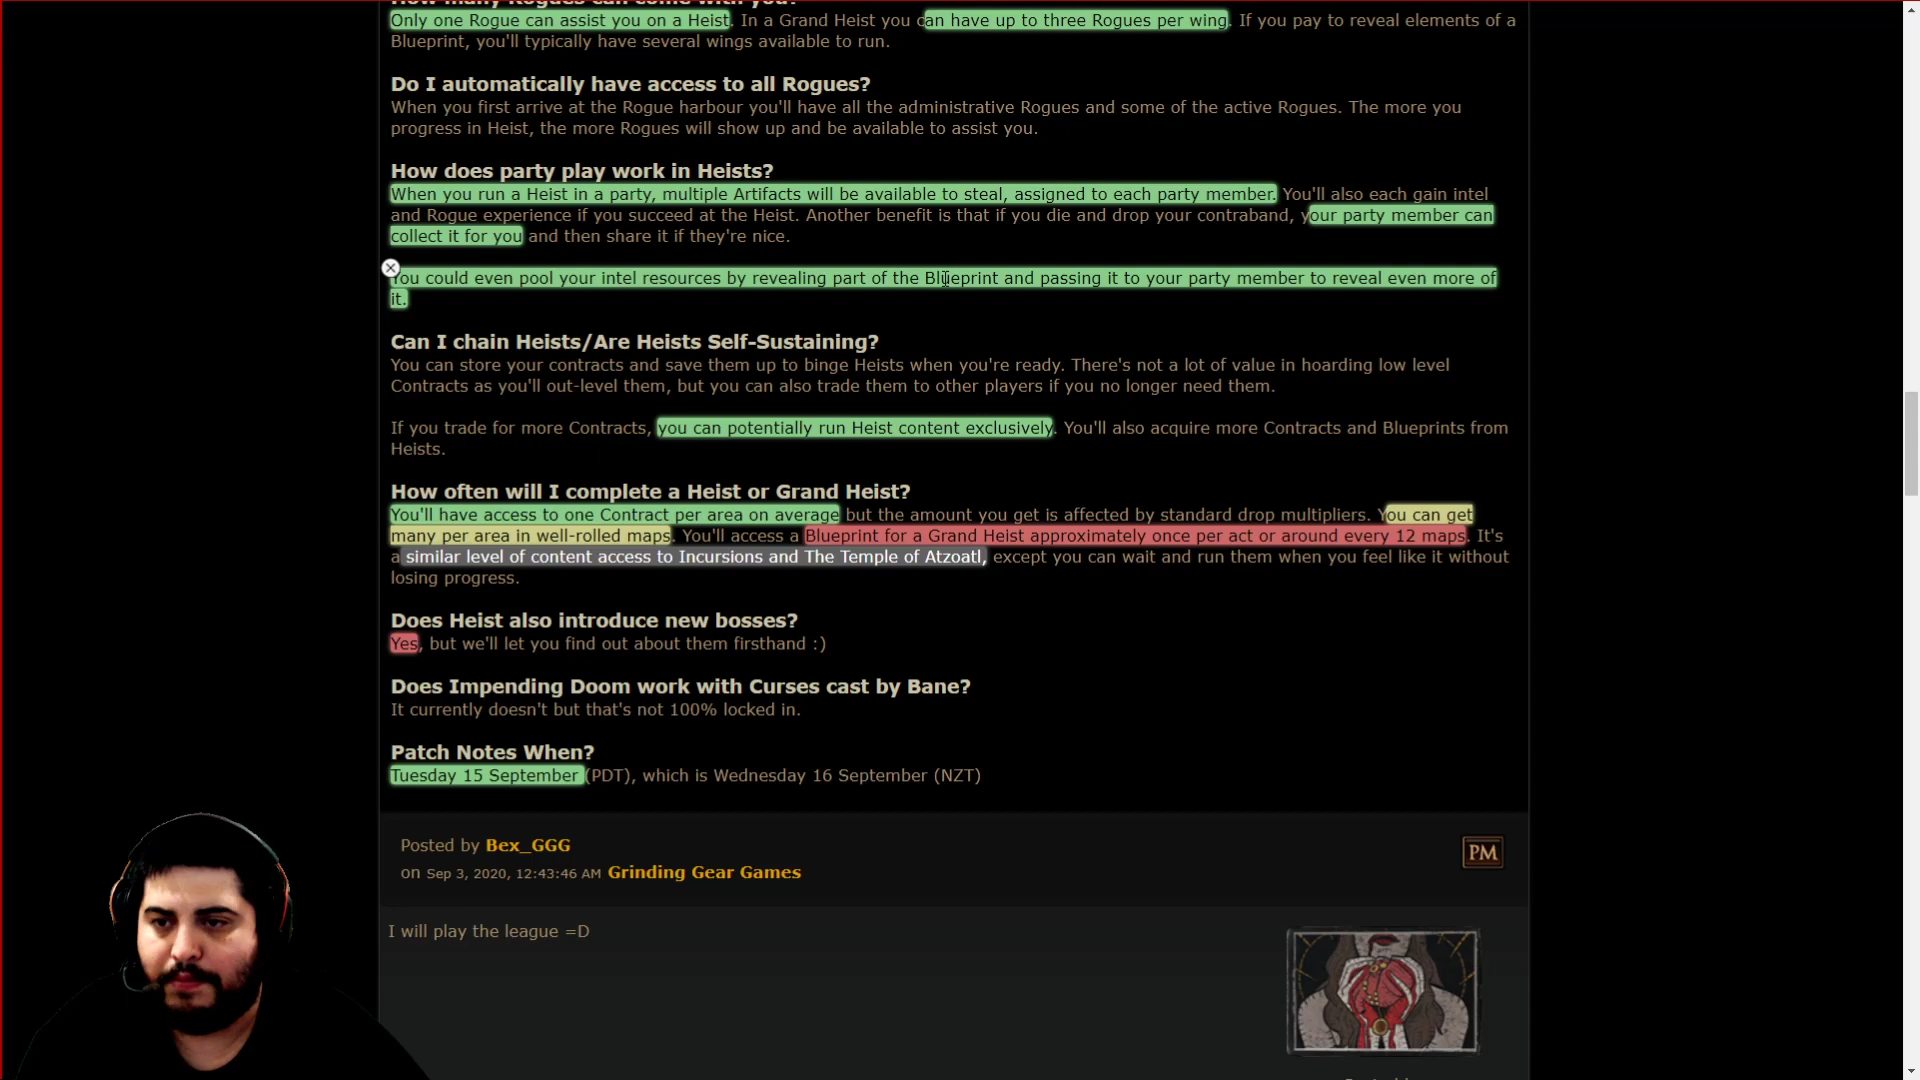 Only one Rogue can assist you on a Heist. In a Grand Heist you can have up to three Rogues per wing. If you pay to reveal elements of a
Blueprint, you'll typically have several wings available to run.
Do I automatically have access to all Rogues?
When you first arrive at the Rogue harbour you'll have all the administrative Rogues and some of the active Rogues. The more you
progress in Heist, the more Rogues will show up and be available to assist you.
How does party play work in Heists?
When you run a Heist in a party, multiple Artifacts will be available to steal, assigned to each party member. You'll also each gain intel
and Rogue experience if you succeed at the Heist. Another benefit is that if you die and drop your contraband, your party member can
collect it for you and then share it if they're nice.
You could even pool your intel resources by revealing part of the Blueprint and passing it to your party member to reveal even more of
it.
Can I chain Heists/Are Heists Self-Sustaining?
You can store your contracts and save them up to binge Heists when you're ready. There's not a lot of value in hoarding low level
Contracts as you'll out-level them, but you can also trade them to other players if you no longer need them.
If you trade for more Contracts, you can potentially run Heist content exclusively. You'll also acquire more Contracts and Blueprints from
Heists.
How often will I complete a Heist or Grand Heist?
You'll have access to one Contract per area on average but the amount you get is affected by standard drop multipliers. You can get
many per area in well-rolled maps. You'll access a Blueprint for a Grand Heist approximately once per act or around every 12 maps. It's
a similar level of content access to Incursions and The Temple of Atzoatl, except you can wait and run them when you feel like it without
losing progress.
Does Heist also introduce new bosses?
Yes, but we'll let you find out about them firsthand :)
Does Impending Doom work with Curses cast by Bane?
It currently doesn't but that's not 100% locked in.
Patch Notes When?
Tuesday 15 September (PDT), which is Wednesday 16 September (NZT)
Posted by Bex_GGG
on Sep 3, 2020, 12:43:46 AM Grinding Gear Games
PM
I will play the league =D